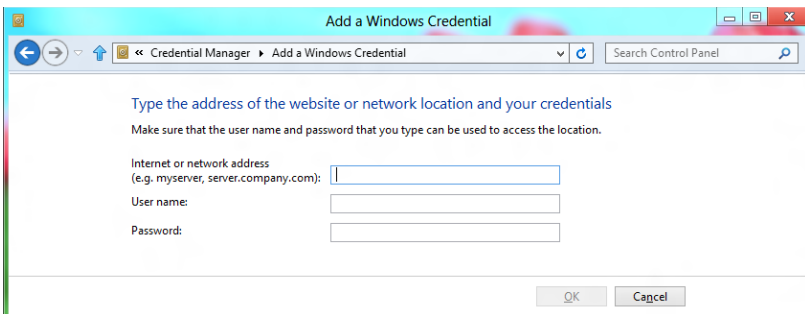 Add a Windows Credential
« Credential Manager ▸ Add a Windows Credential
Search Control Panel
Type the address of the website or network location and your credentials
Make sure that the user name and password that you type can be used to access the location.
Internet or network address
(e.g. myserver, server.company.com):
User name:
Password:
OK
Cancel